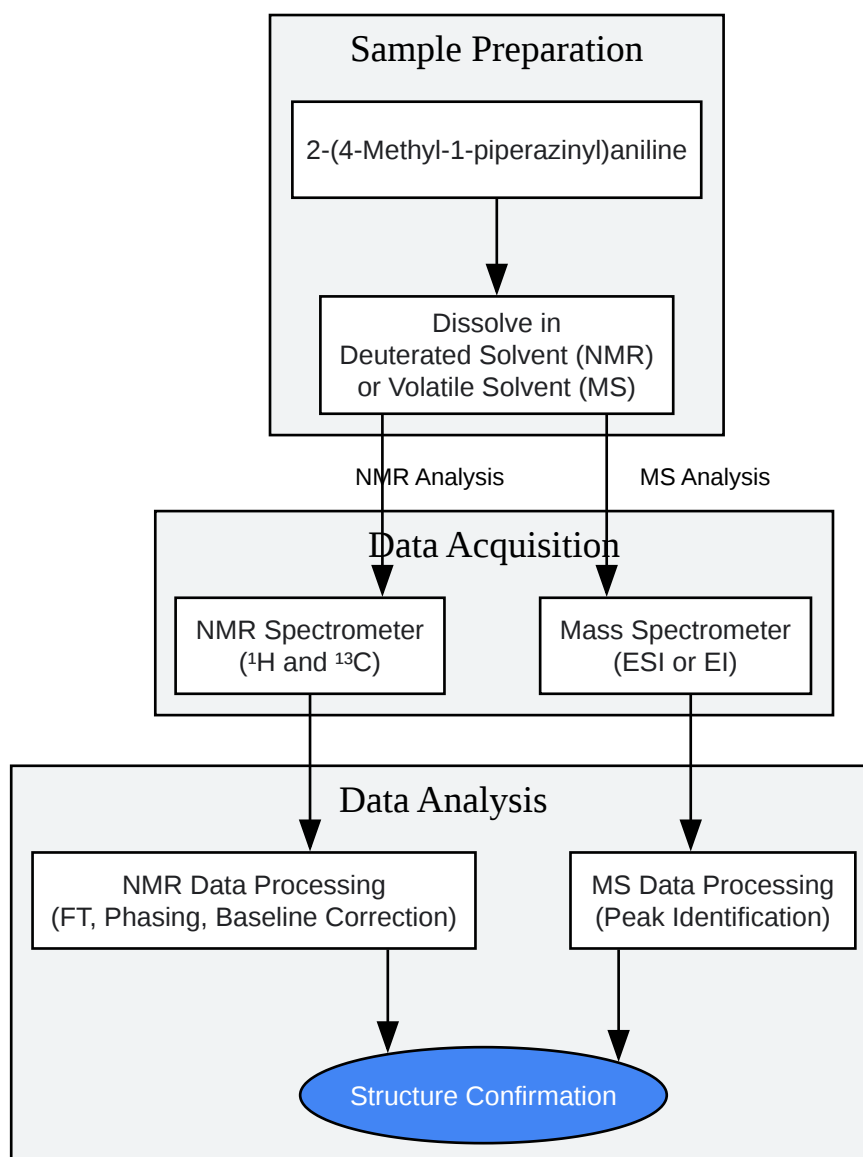 Sample Preparation
2-(4-Methyl-1-piperazinyl)aniline
Dissolve in
Deuterated Solvent (NMR)
or Volatile Solvent (MS)
NMR Analysis
MS Analysis
Data Acquisition
NMR Spectrometer
(¹H and ¹³C)
Mass Spectrometer
(ESI or EI)
Data Analysis
NMR Data Processing
(FT, Phasing, Baseline Correction)
MS Data Processing
(Peak Identification)
Structure Confirmation